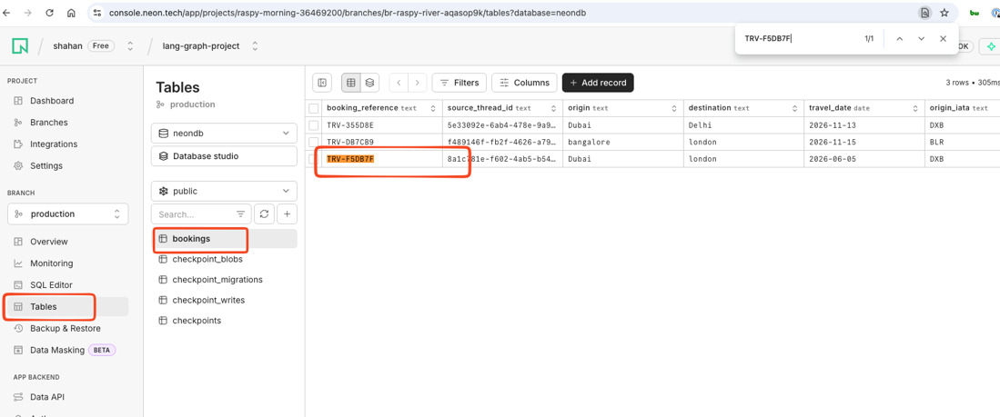 console.neon.tech/app/projects/raspy-morning-36469200/branches/br-raspy-river-aqasop9k/tables?database=neondb
TRV-F5DB7F 1/1
shahan Free lang-graph-project OK
PROJECT
Dashboard
Branches
Integrations
Settings
BRANCH
production
Overview
Monitoring
SQL Editor
Tables
Backup & Restore
Data Masking BETA
APP BACKEND
Data API
Tables
production
neondb
Database studio
public
Search...
bookings
checkpoint_blobs
checkpoint_migrations
checkpoint_writes
checkpoints
Filters Columns Add record 3 rows • 305ms
booking_reference text source_thread_id text origin text destination text travel_date date origin_iata text
TRV-355D8E 5e33092e-6ab4-478e-9a9… Dubai Delhi 2026-11-13 DXB
TRV-DB7CB9 f489146f-fb2f-4626-a79… bangalore london 2026-11-15 BLR
TRV-F5DB7F 8a1c781e-f602-4ab5-b54… Dubai london 2026-06-05 DXB